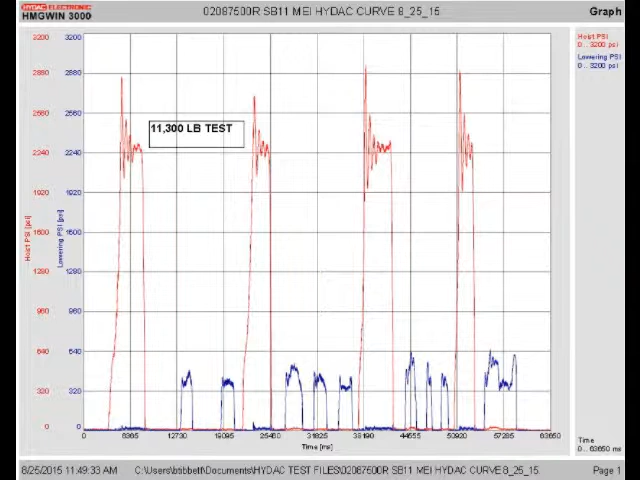 HYDAC ELECTRONIC
HMGWIN 3000
02087500R SB11 MEI HYDAC CURVE 8_25_15
Graph
Hoist PSI
0 .. 3200 psi
Lowering PSI
0 .. 3200 psi
11,300 LB TEST
3200 3200
2880 2880
2560 2560
2240 2240
1920 1920
1600 1600
1280 1280
960 960
640 640
320 320
0 0
Hoist PSI [psi]
Lowering PSI [psi]
0 6365 12730 19095 25460 31825 38190 44555 50920 57285 63650
Time [ms]
Time
0 .. 63650 ms
8/25/2015 11:49:33 AM
C:\Users\tribbett\Documents\HYDAC TEST FILES\02087500R SB11 MEI HYDAC CURVE 8_25_15.
Page 1